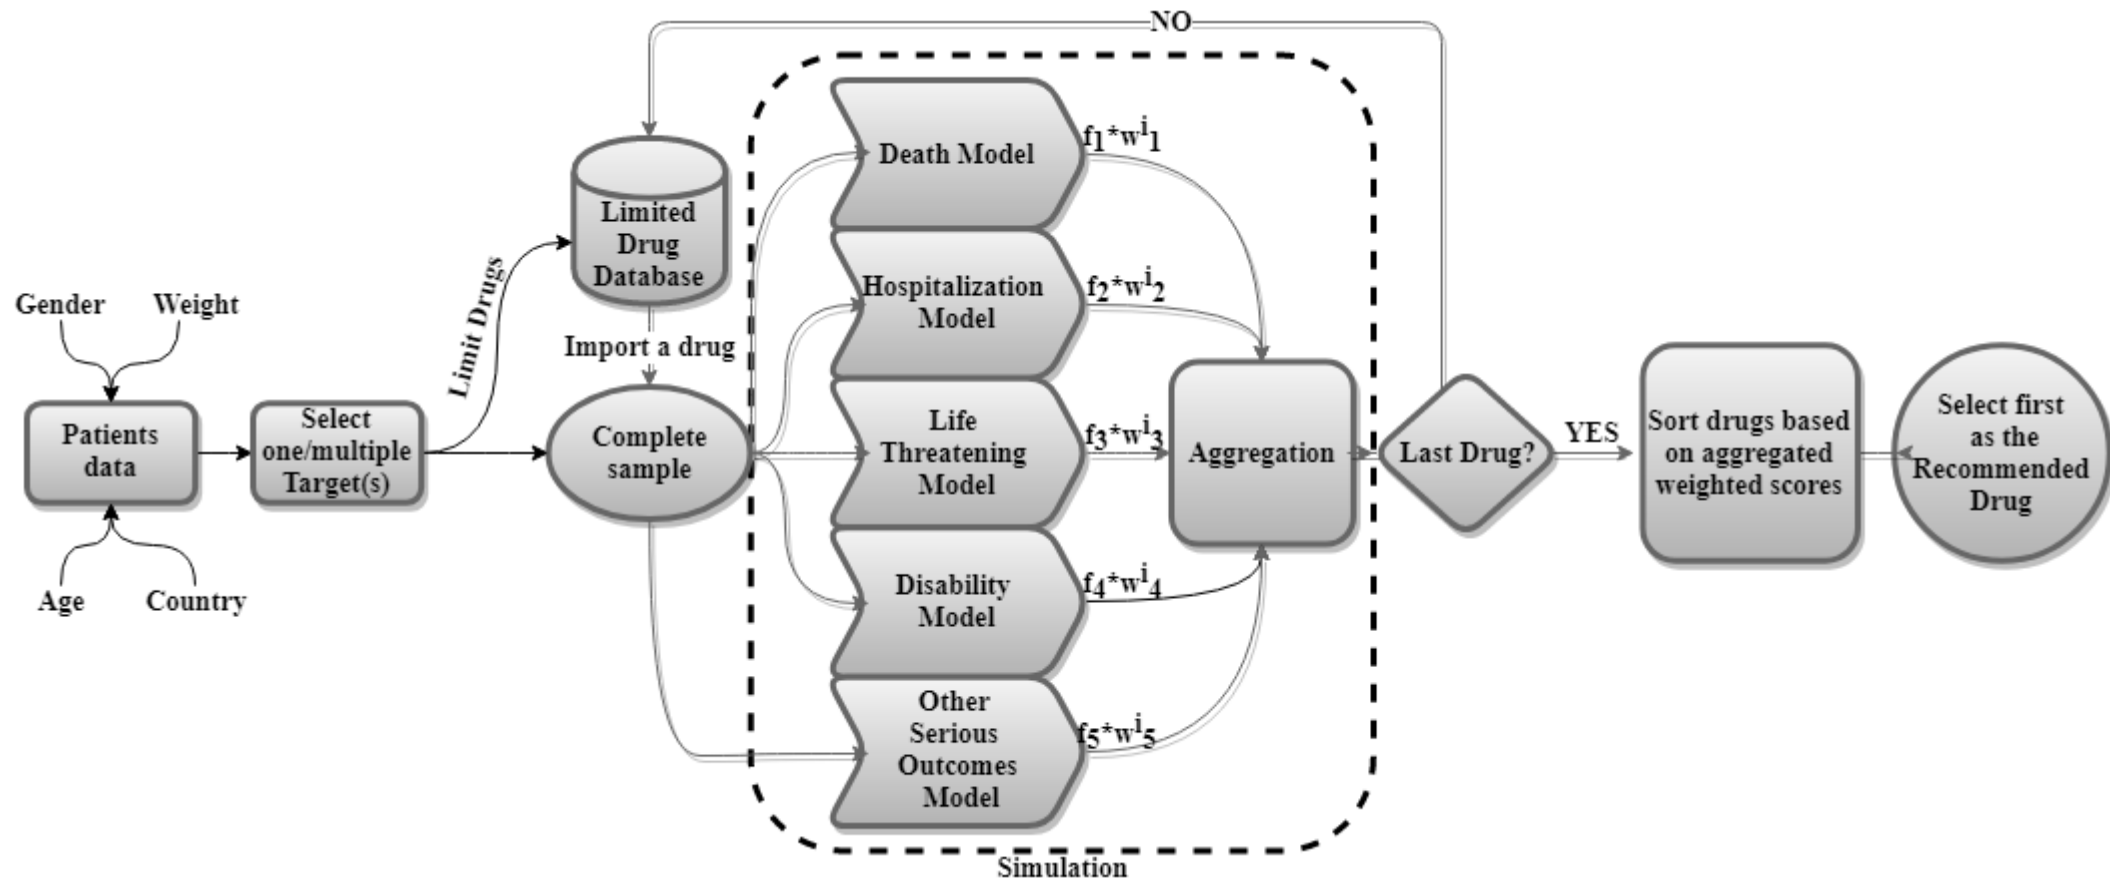 NO
Gender
Weight
Age
Country
Patients
data
Select
one/multiple
Target(s)
Limit Drugs
Limited
Drug
Database
Import a drug
Complete
sample
Death Model
f1*wi1
Hospitalization
Model
f2*wi2
Life
Threatening
Model
f3*wi3
Disability
Model
f4*wi4
Other
Serious
Outcomes
Model
f5*wi5
Simulation
Aggregation
Last Drug?
YES
Sort drugs based
on aggregated
weighted scores
Select first
as the
Recommended
Drug